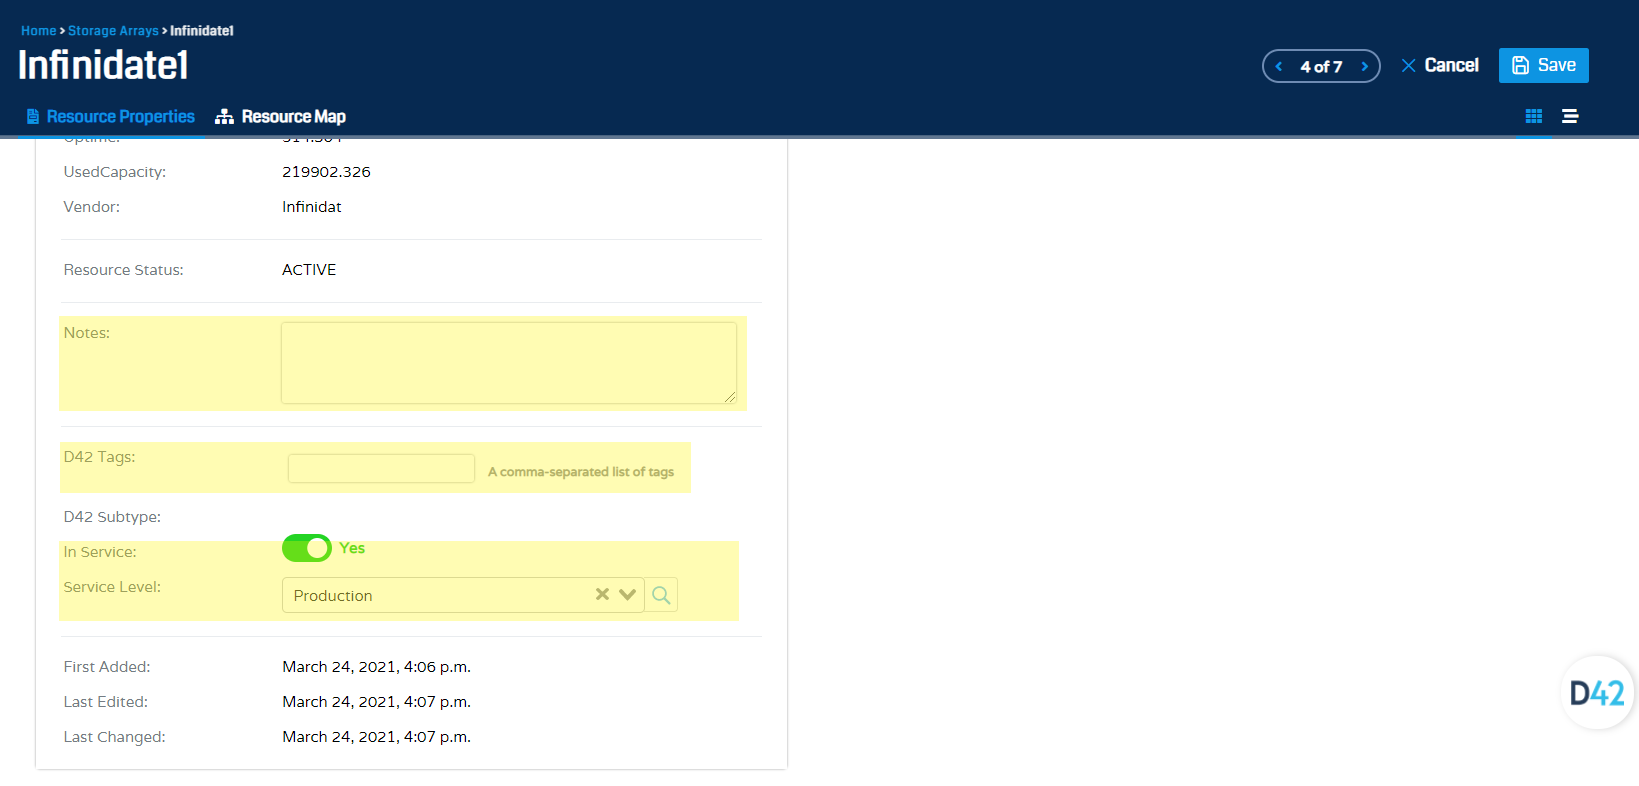 Home > Storage Arrays > Infinidate1
Infinidate1
4 of 7
Cancel
Save
Resource Properties
Resource Map
Uptime:
UsedCapacity: 219902.326
Vendor: Infinidat
Resource Status: ACTIVE
Notes:
D42 Tags: A comma-separated list of tags
D42 Subtype:
In Service: Yes
Service Level: Production
First Added: March 24, 2021, 4:06 p.m.
Last Edited: March 24, 2021, 4:07 p.m.
Last Changed: March 24, 2021, 4:07 p.m.
D42